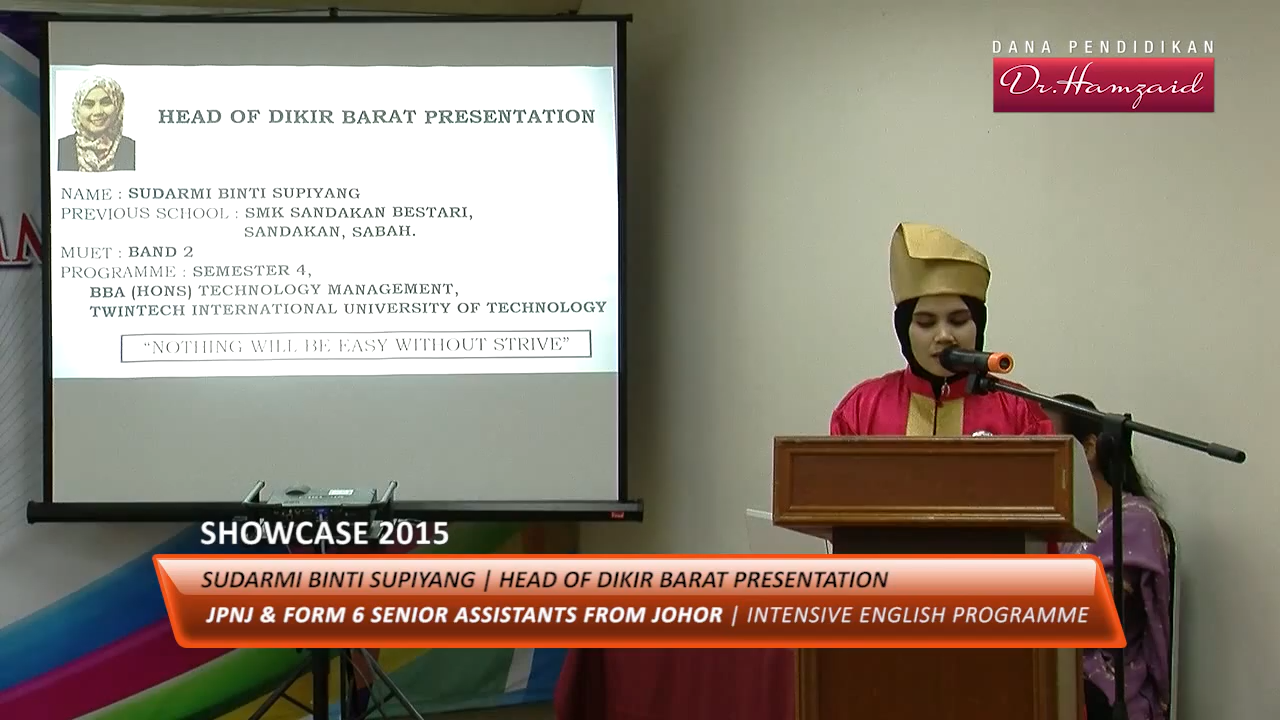 DANA PENDIDIKAN
Dr.Hamzaid
HEAD OF DIKIR BARAT PRESENTATION
NAME : SUDARMI BINTI SUPIYANG
PREVIOUS SCHOOL : SMK SANDAKAN BESTARI,
SANDAKAN, SABAH.
MUET : BAND 2
PROGRAMME : SEMESTER 4,
BBA (HONS) TECHNOLOGY MANAGEMENT,
TWINTECH INTERNATIONAL UNIVERSITY OF TECHNOLOGY
"NOTHING WILL BE EASY WITHOUT STRIVE"
SHOWCASE 2015
SUDARMI BINTI SUPIYANG | HEAD OF DIKIR BARAT PRESENTATION
JPNJ & FORM 6 SENIOR ASSISTANTS FROM JOHOR | INTENSIVE ENGLISH PROGRAMME